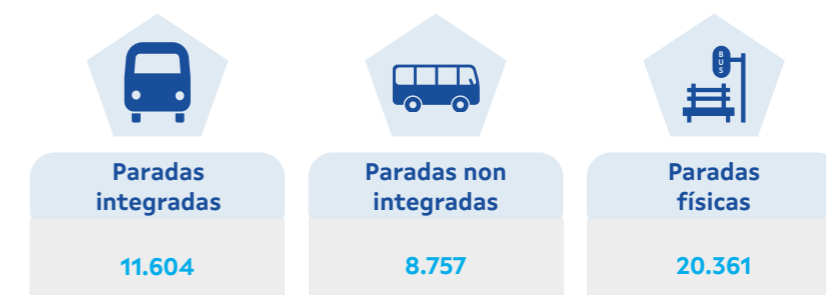 BUS
Paradas
integradas
11.604
Paradas non
integradas
8.757
Paradas
físicas
20.361